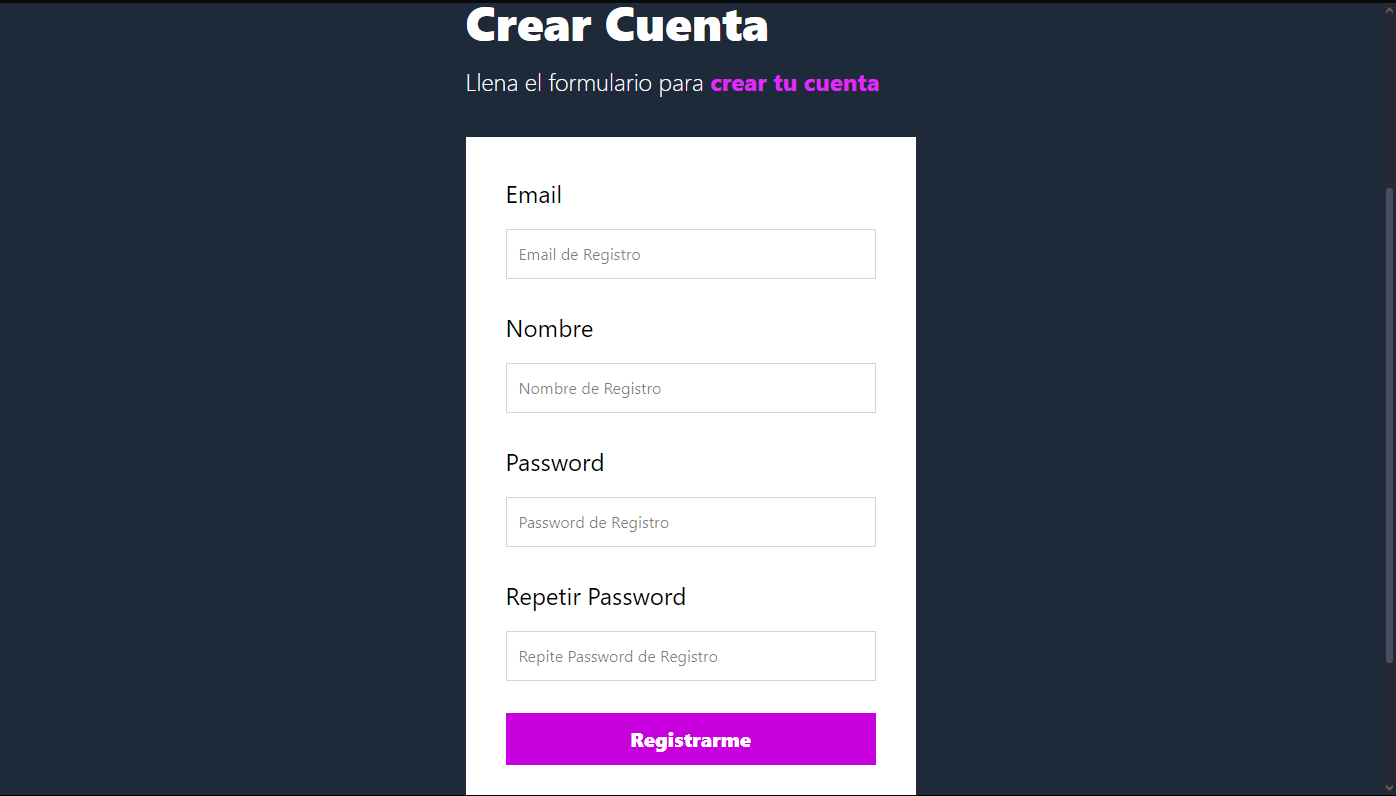 Crear Cuenta
Llena el formulario para crear tu cuenta
Email
Email de Registro
Nombre
Nombre de Registro
Password
Password de Registro
Repetir Password
Repite Password de Registro
Registrarme